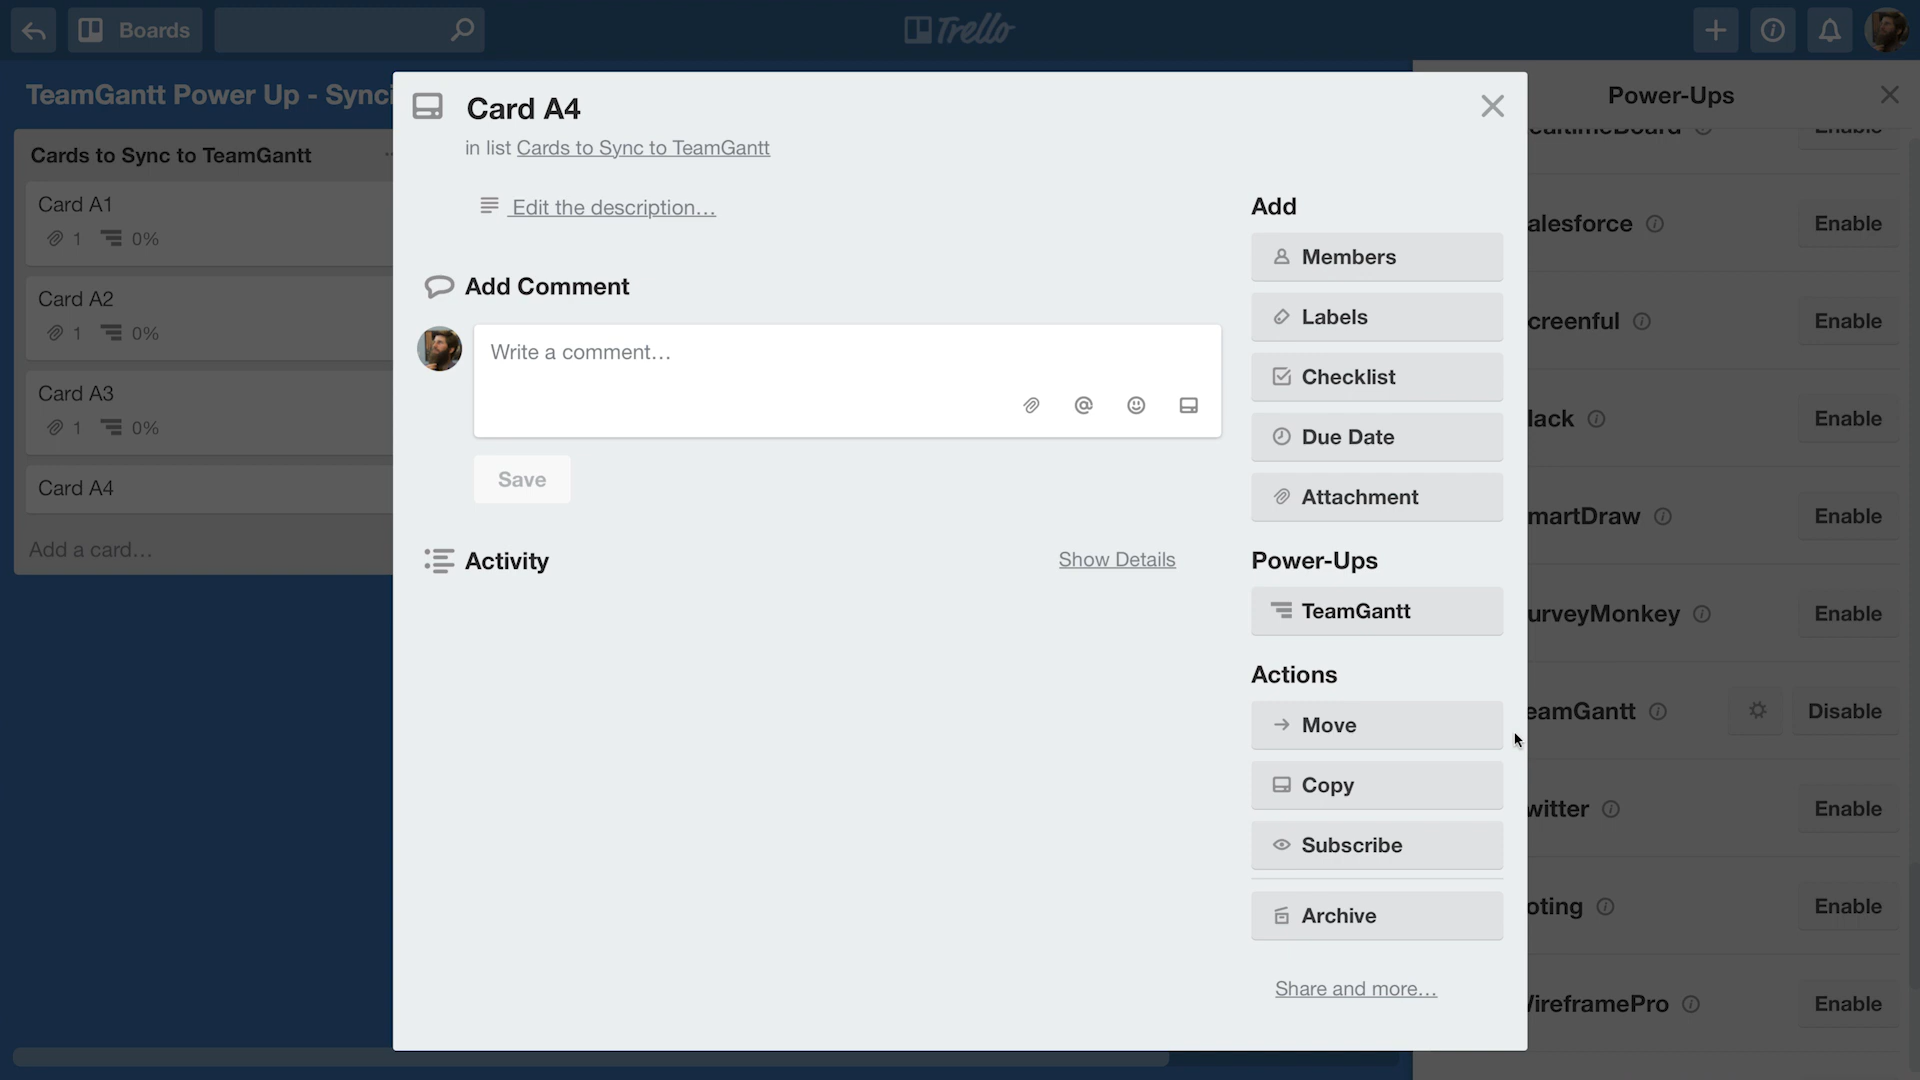 Boards
Trello
TeamGantt Power Up - Synci
Cards to Sync to TeamGantt
Card A1
1 0%
Card A2
1 0%
Card A3
1 0%
Card A4
Add a card…
Card A4
in list Cards to Sync to TeamGantt
Edit the description…
Add Comment
Write a comment…
Save
Activity
Show Details
Add
Members
Labels
Checklist
Due Date
Attachment
Power-Ups
TeamGantt
Actions
Move
Copy
Subscribe
Archive
Share and more…
Power-Ups
ealtimeBoard Enable
alesforce Enable
creenful Enable
lack Enable
martDraw Enable
urveyMonkey Enable
eamGantt Disable
witter Enable
oting Enable
ireframePro Enable